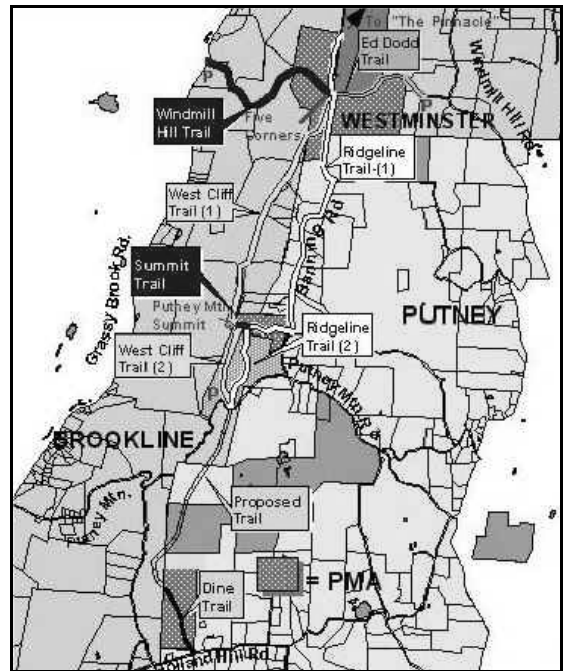 To "The Pinnacle"
Ed Dodd
Trail
P
Windmill Hill Rd.
Windmill
Hill Trail
Five
Corners
P
WESTMINSTER
Ridgeline
Trail-(1)
West Cliff
Trail (1)
Banning Rd
Grassy Brook Rd.
Summit
Trail
Putney Mtn
Summit
PUTNEY
Ridgeline
Trail (2)
West Cliff
Trail (2)
Putney Mtn Rd
P
BROOKLINE
Mtn.
Proposed
Trail
= PMA
Dine
Trail
Hill Rd.